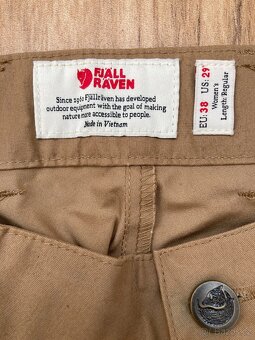 FJÄLL
RÄVEN
Since 1960 Fjällräven has developed
outdoor equipment with the goal of making
nature more accessible to people.
Made in Vietnam
EU: 38 US: 29
Women's
Length: Regular